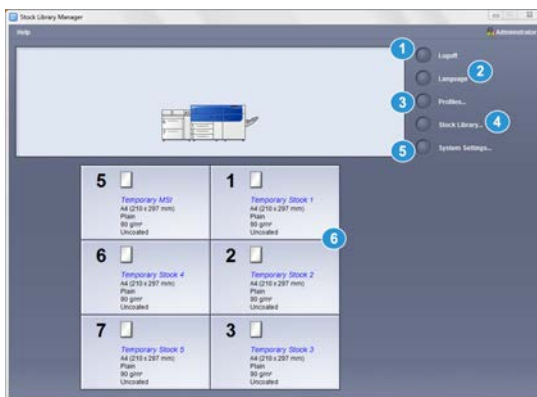 Stock Library Manager
Help
Administrator
1 Logoff
Language 2
3 Profiles...
Stock Library... 4
5 System Settings...
5
Temporary MSI
A4 (210 x 297 mm)
Plain
90 g/m²
Uncoated
1
Temporary Stock 1
A4 (210 x 297 mm)
Plain
90 g/m²
Uncoated
6
6
Temporary Stock 4
A4 (210 x 297 mm)
Plain
90 g/m²
Uncoated
2
Temporary Stock 2
A4 (210 x 297 mm)
Plain
90 g/m²
Uncoated
7
Temporary Stock 5
A4 (210 x 297 mm)
Plain
90 g/m²
Uncoated
3
Temporary Stock 3
A4 (210 x 297 mm)
Plain
90 g/m²
Uncoated